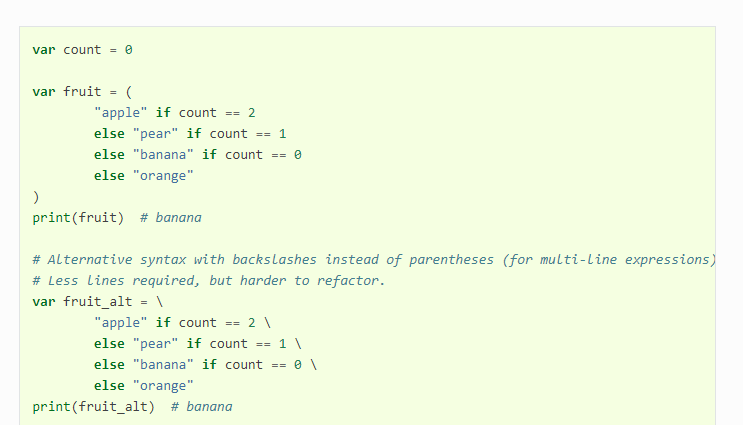 var count = 0
var fruit = (
"apple" if count == 2
else "pear" if count == 1
else "banana" if count == 0
else "orange"
)
print(fruit)  # banana
# Alternative syntax with backslashes instead of parentheses (for multi-line expressions)
# Less lines required, but harder to refactor.
var fruit_alt = \
"apple" if count == 2 \
else "pear" if count == 1 \
else "banana" if count == 0 \
else "orange"
print(fruit_alt)  # banana